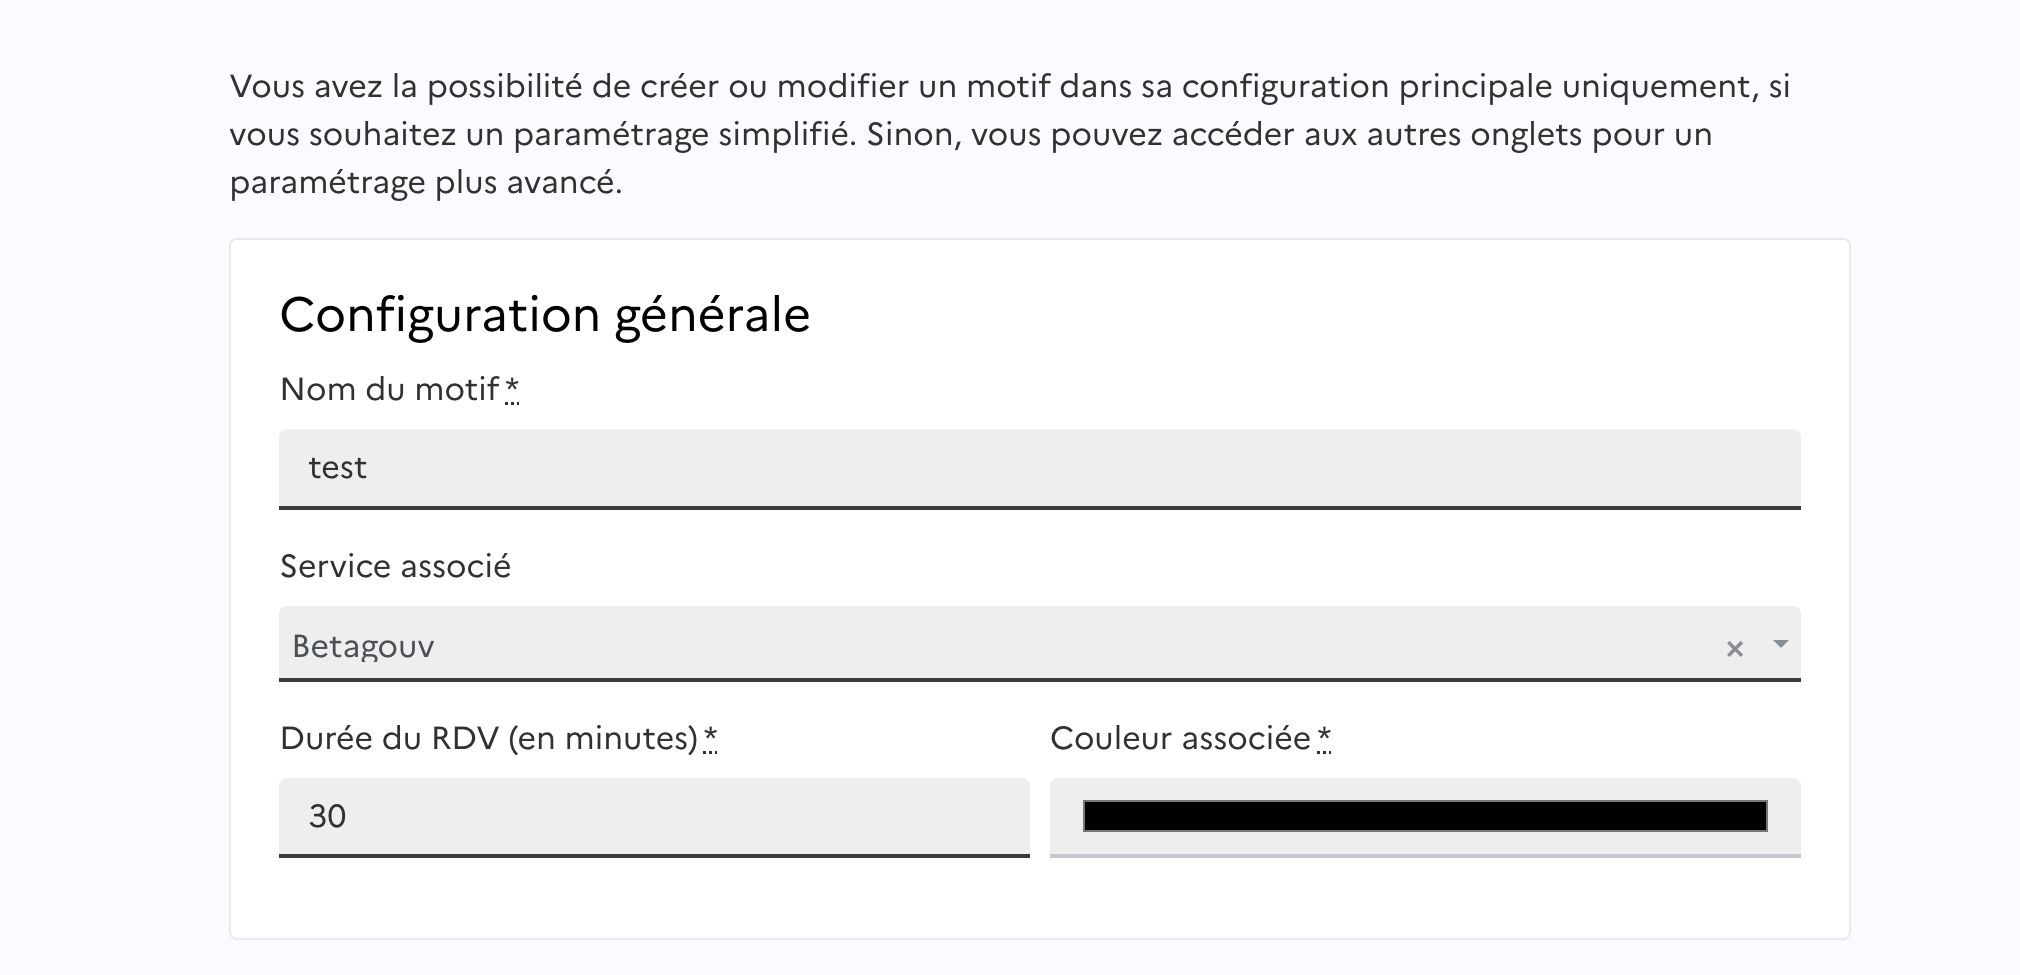 Vous avez la possibilité de créer ou modifier un motif dans sa configuration principale uniquement, si
vous souhaitez un paramétrage simplifié. Sinon, vous pouvez accéder aux autres onglets pour un
paramétrage plus avancé.
Configuration générale
Nom du motif *
test
Service associé
Betagouv ×
Durée du RDV (en minutes) * Couleur associée *
30